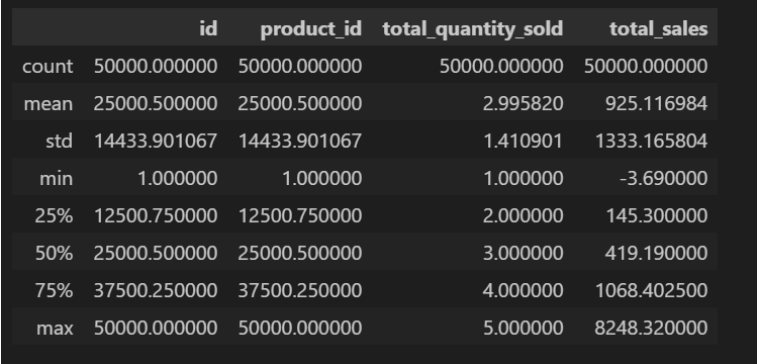 id product_id total_quantity_sold total_sales
count 50000.000000 50000.000000 50000.000000 50000.000000
mean 25000.500000 25000.500000 2.995820 925.116984
std 14433.901067 14433.901067 1.410901 1333.165804
min 1.000000 1.000000 1.000000 -3.690000
25% 12500.750000 12500.750000 2.000000 145.300000
50% 25000.500000 25000.500000 3.000000 419.190000
75% 37500.250000 37500.250000 4.000000 1068.402500
max 50000.000000 50000.000000 5.000000 8248.320000